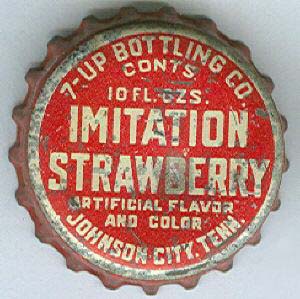 7-UP BOTTLING CO.
CONTS
10 FL. OZS.
IMITATION
STRAWBERRY
ARTIFICIAL FLAVOR
AND COLOR
JOHNSON CITY, TENN.